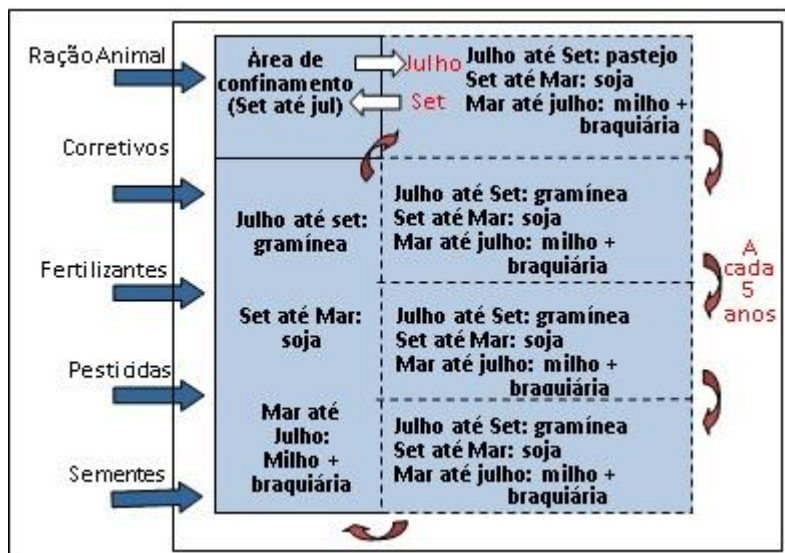 Ração Animal
Corretivos
Fertilizantes
Pesticidas
Sementes
Área de
confinamento
(Set até jul)
Julho
Set
Julho até Set: pastejo
Set até Mar: soja
Mar até julho: milho +
braquiária
Julho até set:
gramínea
Set até Mar:
soja
Mar até
Julho:
Milho +
braquiária
Julho até Set: gramínea
Set até Mar: soja
Mar até julho: milho +
braquiária
Julho até Set: gramínea
Set até Mar: soja
Mar até julho: milho +
braquiária
Julho até Set: gramínea
Set até Mar: soja
Mar até julho: milho +
braquiária
A
cada
5
anos